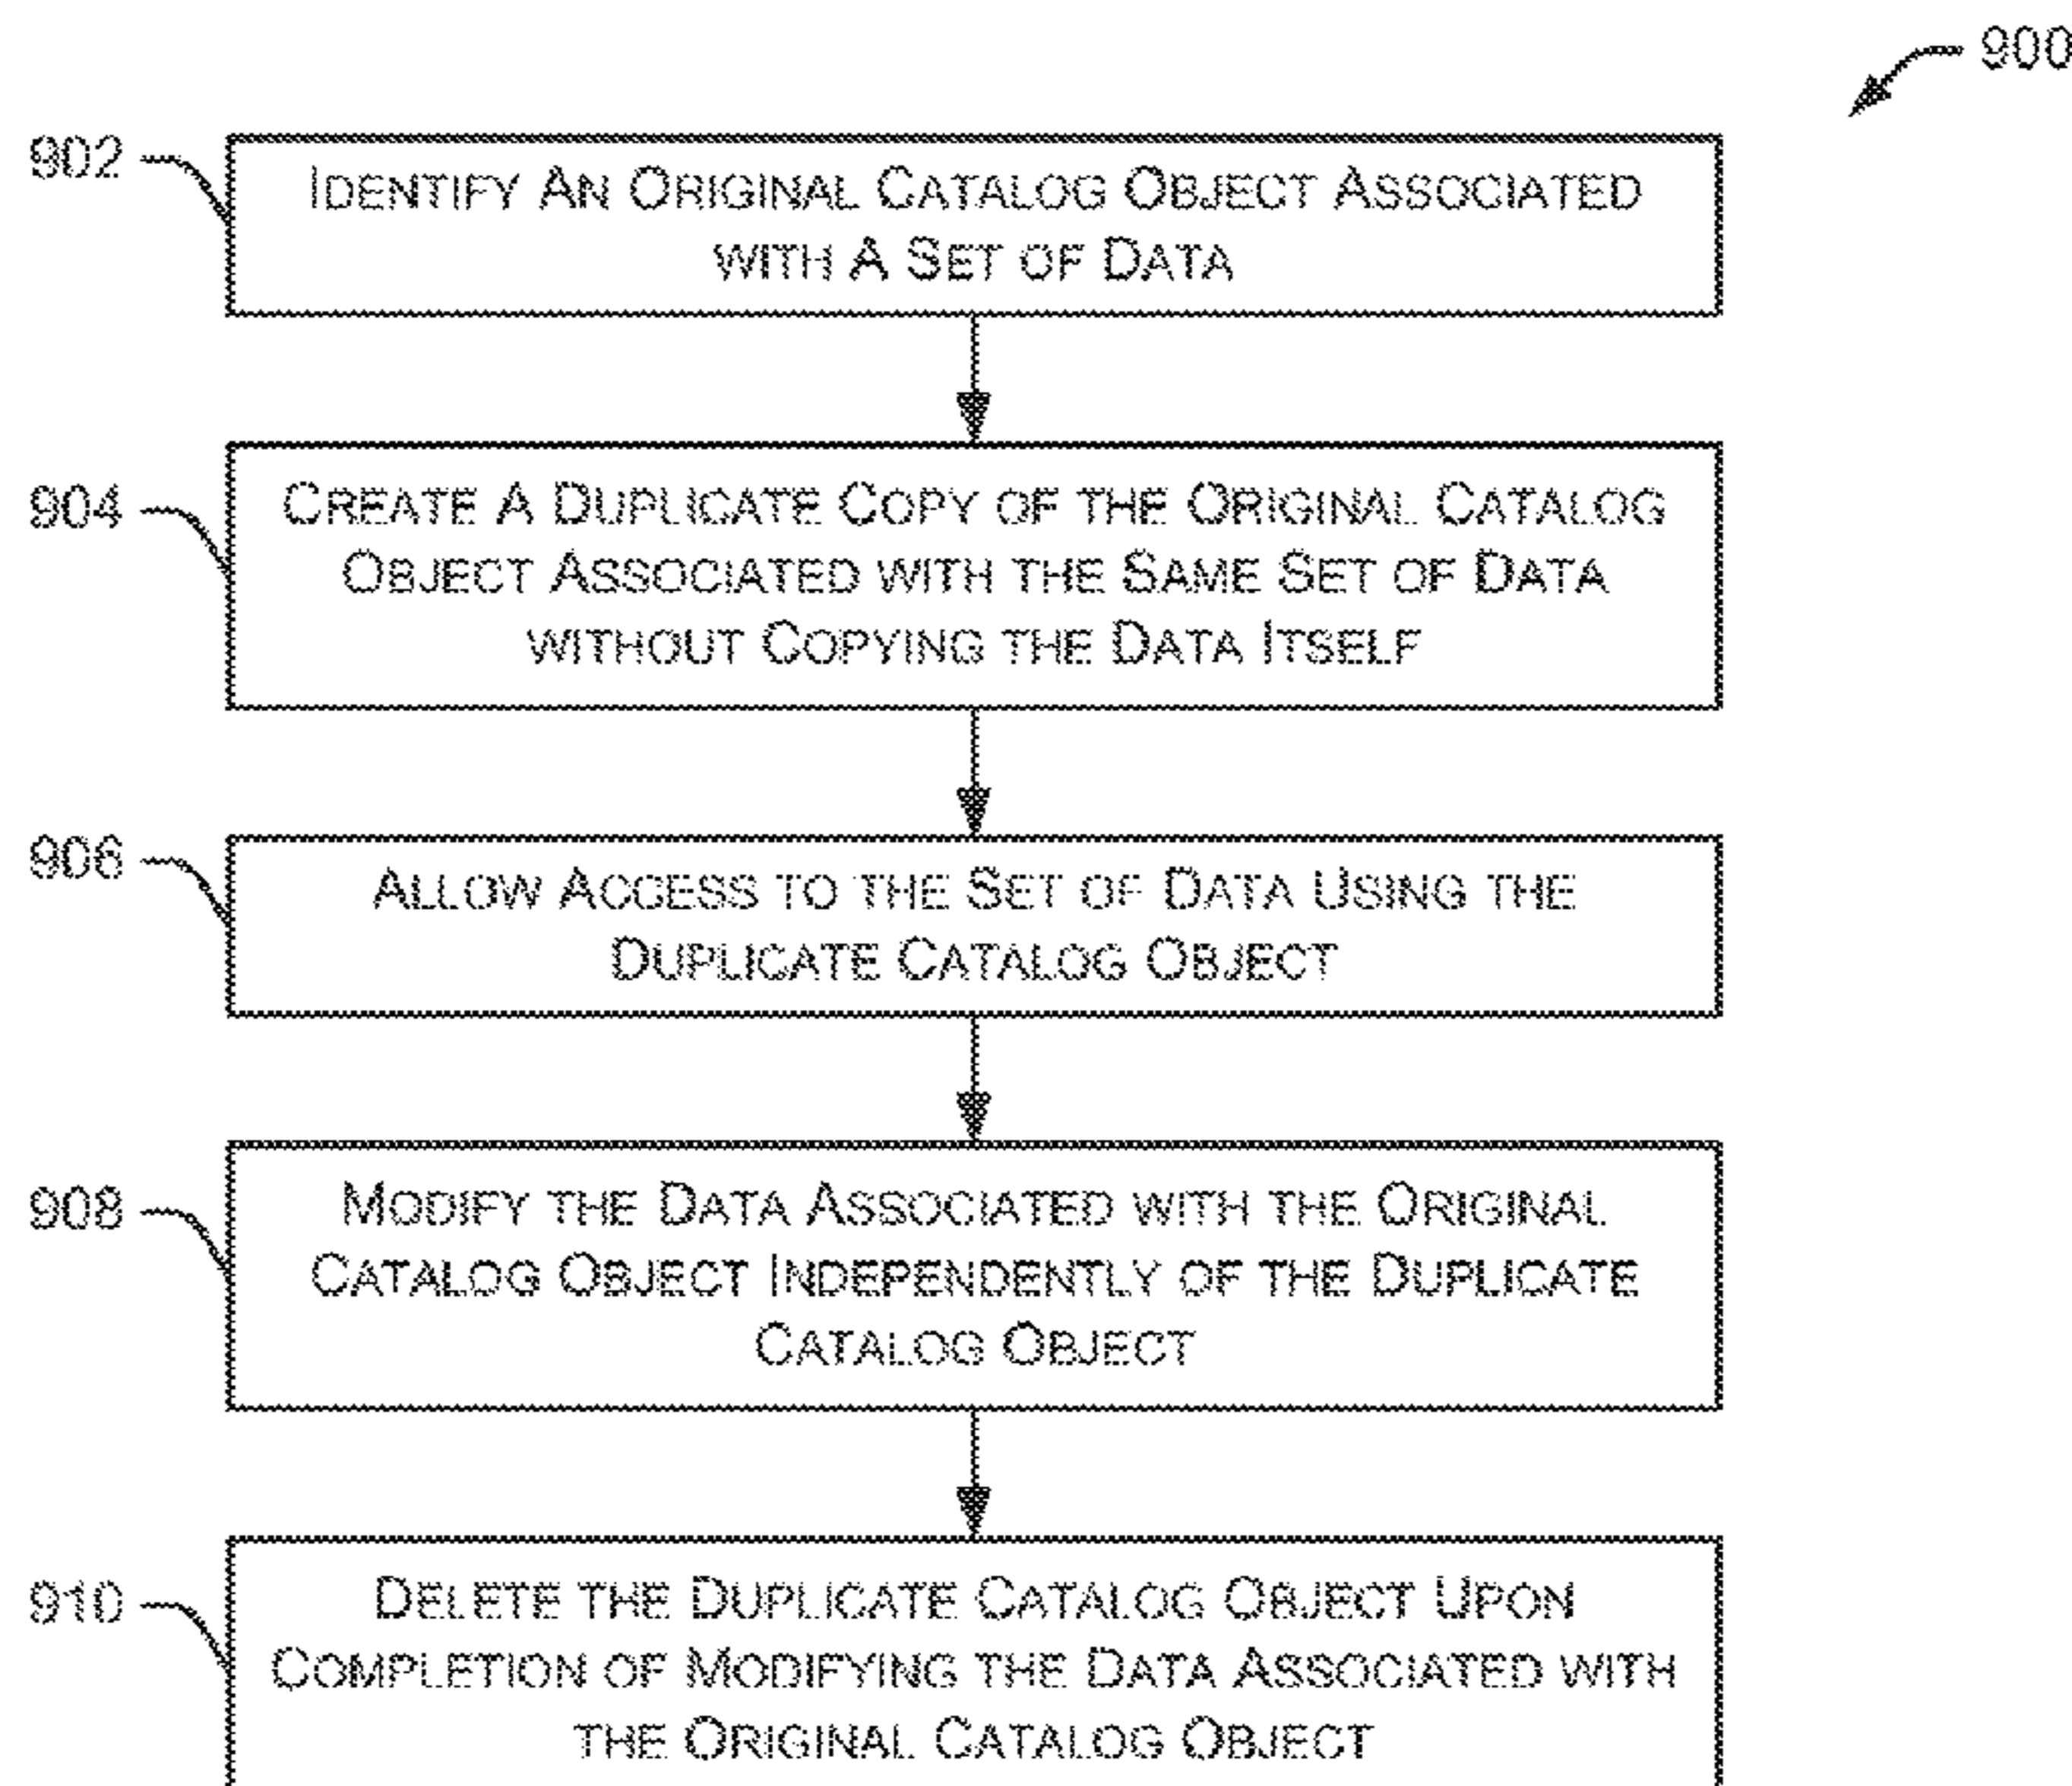 900
902
IDENTIFY AN ORIGINAL CATALOG OBJECT ASSOCIATED
WITH A SET OF DATA
904
CREATE A DUPLICATE COPY OF THE ORIGINAL CATALOG
OBJECT ASSOCIATED WITH THE SAME SET OF DATA
WITHOUT COPYING THE DATA ITSELF
906
ALLOW ACCESS TO THE SET OF DATA USING THE
DUPLICATE CATALOG OBJECT
908
MODIFY THE DATA ASSOCIATED WITH THE ORIGINAL
CATALOG OBJECT INDEPENDENTLY OF THE DUPLICATE
CATALOG OBJECT
910
DELETE THE DUPLICATE CATALOG OBJECT UPON
COMPLETION OF MODIFYING THE DATA ASSOCIATED WITH
THE ORIGINAL CATALOG OBJECT